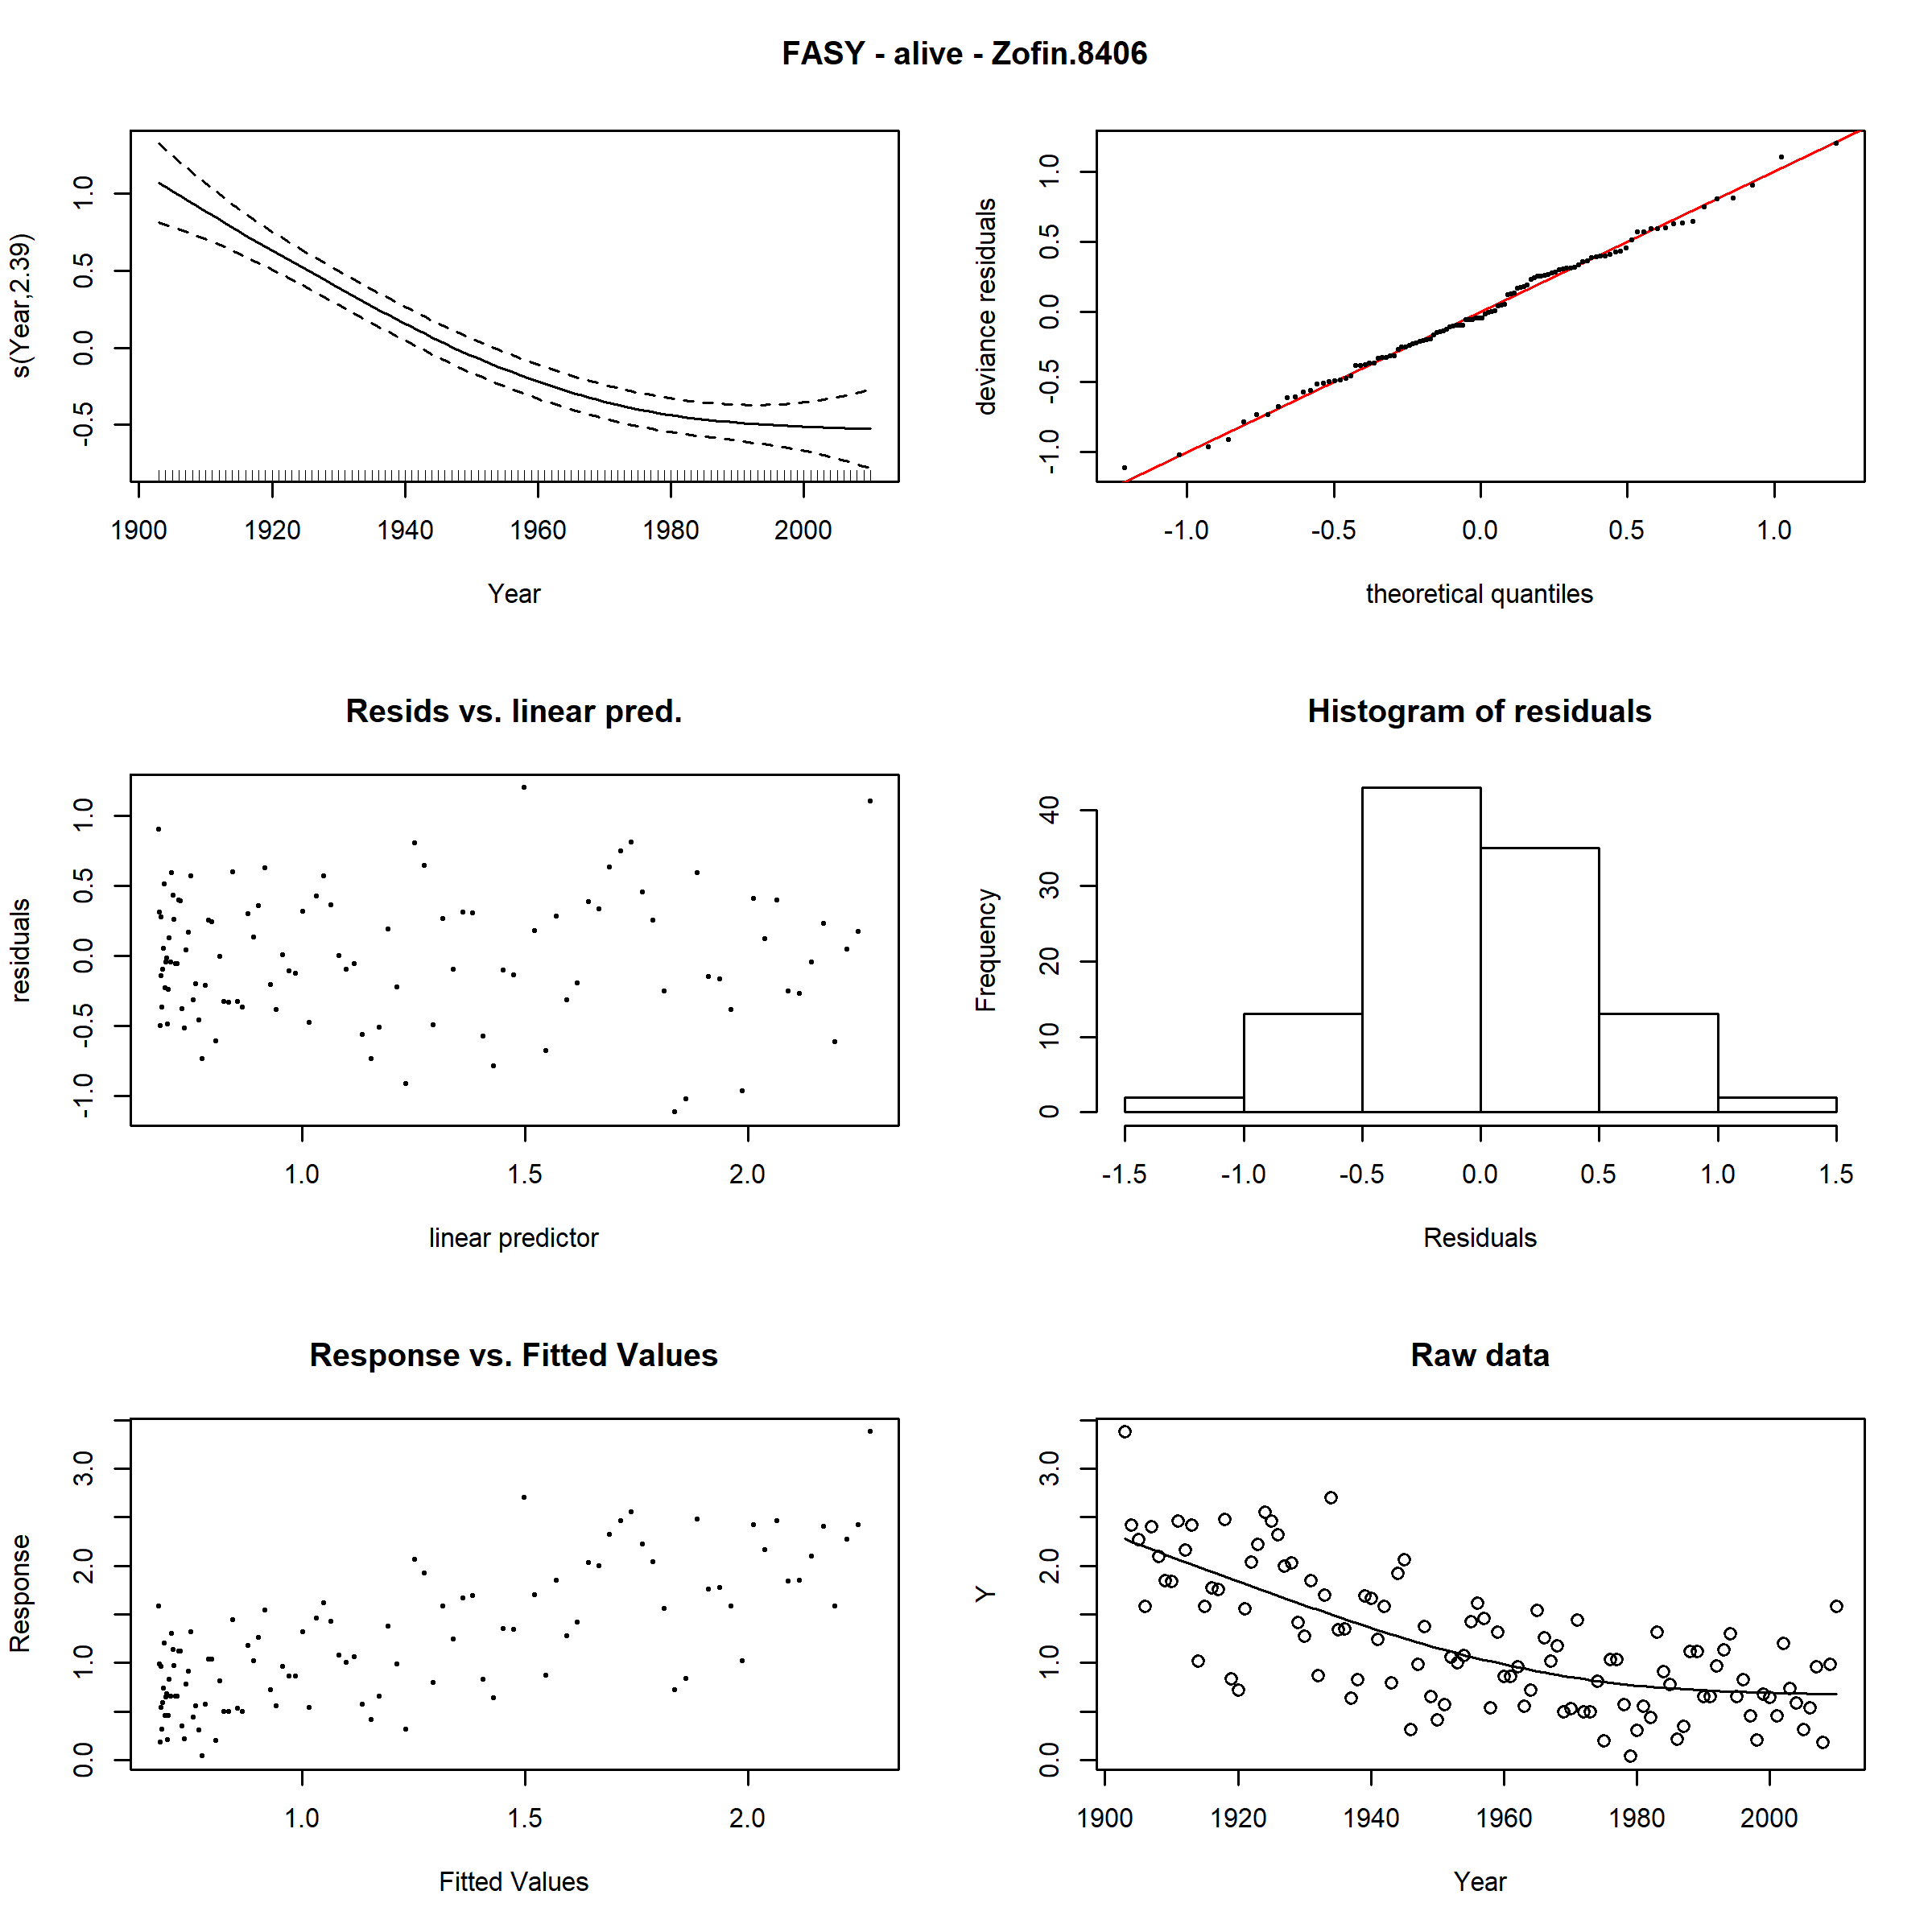 FASY - alive - Zofin.8406
s(Year,2.39)
1.0
0.5
0.0
-0.5
1900 1920 1940 1960 1980 2000
Year
deviance residuals
1.0
0.5
0.0
-0.5
-1.0
-1.0 -0.5 0.0 0.5 1.0
theoretical quantiles
Resids vs. linear pred.
residuals
1.0
0.5
0.0
-0.5
-1.0
1.0 1.5 2.0
linear predictor
Histogram of residuals
Frequency
40
30
20
10
0
-1.5 -1.0 -0.5 0.0 0.5 1.0 1.5
Residuals
Response vs. Fitted Values
Response
3.0
2.0
1.0
0.0
1.0 1.5 2.0
Fitted Values
Raw data
Y
3.0
2.0
1.0
0.0
1900 1920 1940 1960 1980 2000
Year